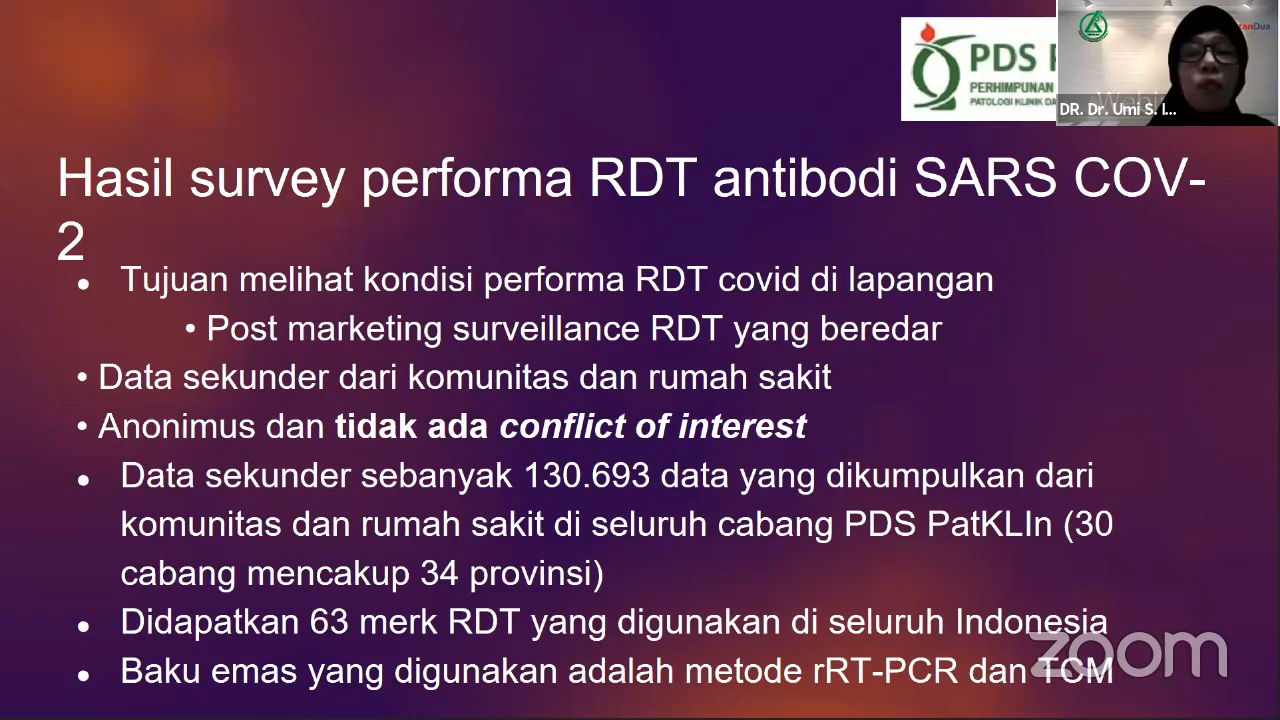 PDS
PERHIMPUNAN
PATOLOGI KLINIK DA
DR. Dr. Umi S. I...
Hasil survey performa RDT antibodi SARS COV-
2
• Tujuan melihat kondisi performa RDT covid di lapangan
• Post marketing surveillance RDT yang beredar
• Data sekunder dari komunitas dan rumah sakit
• Anonimus dan tidak ada conflict of interest
• Data sekunder sebanyak 130.693 data yang dikumpulkan dari
komunitas dan rumah sakit di seluruh cabang PDS PatKLIn (30
cabang mencakup 34 provinsi)
• Didapatkan 63 merk RDT yang digunakan di seluruh Indonesia
• Baku emas yang digunakan adalah metode rRT-PCR dan TCM
zoom